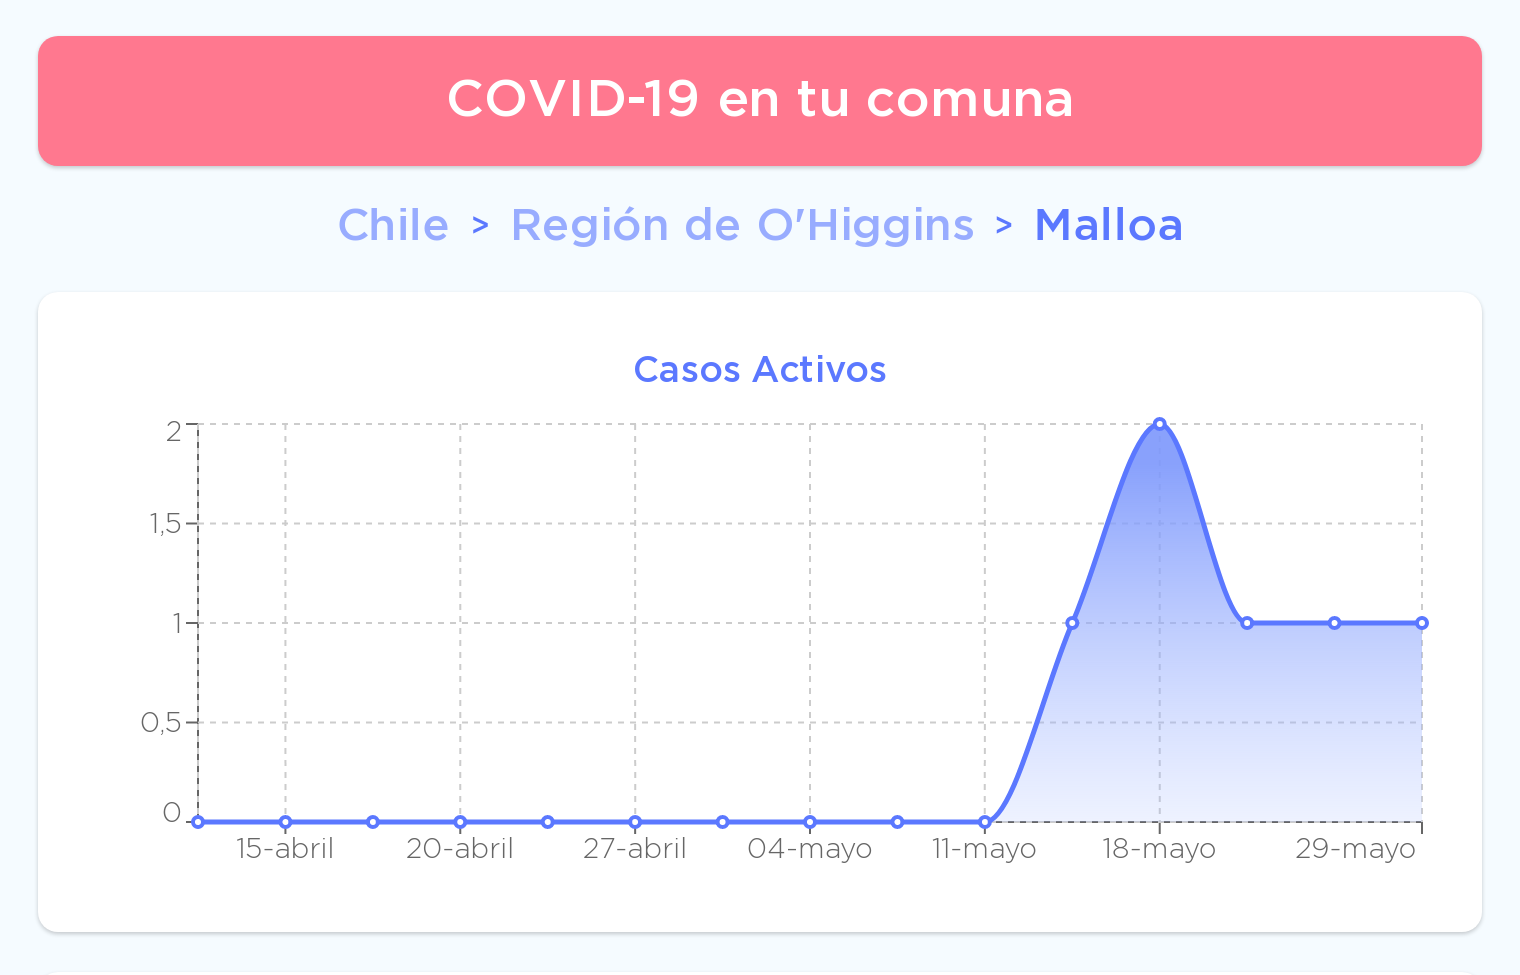 COVID-19 en tu comuna
Chile > Región de O'Higgins > Malloa
Casos Activos
2
1,5
1
0,5
0
15-abril 20-abril 27-abril 04-mayo 11-mayo 18-mayo 29-mayo